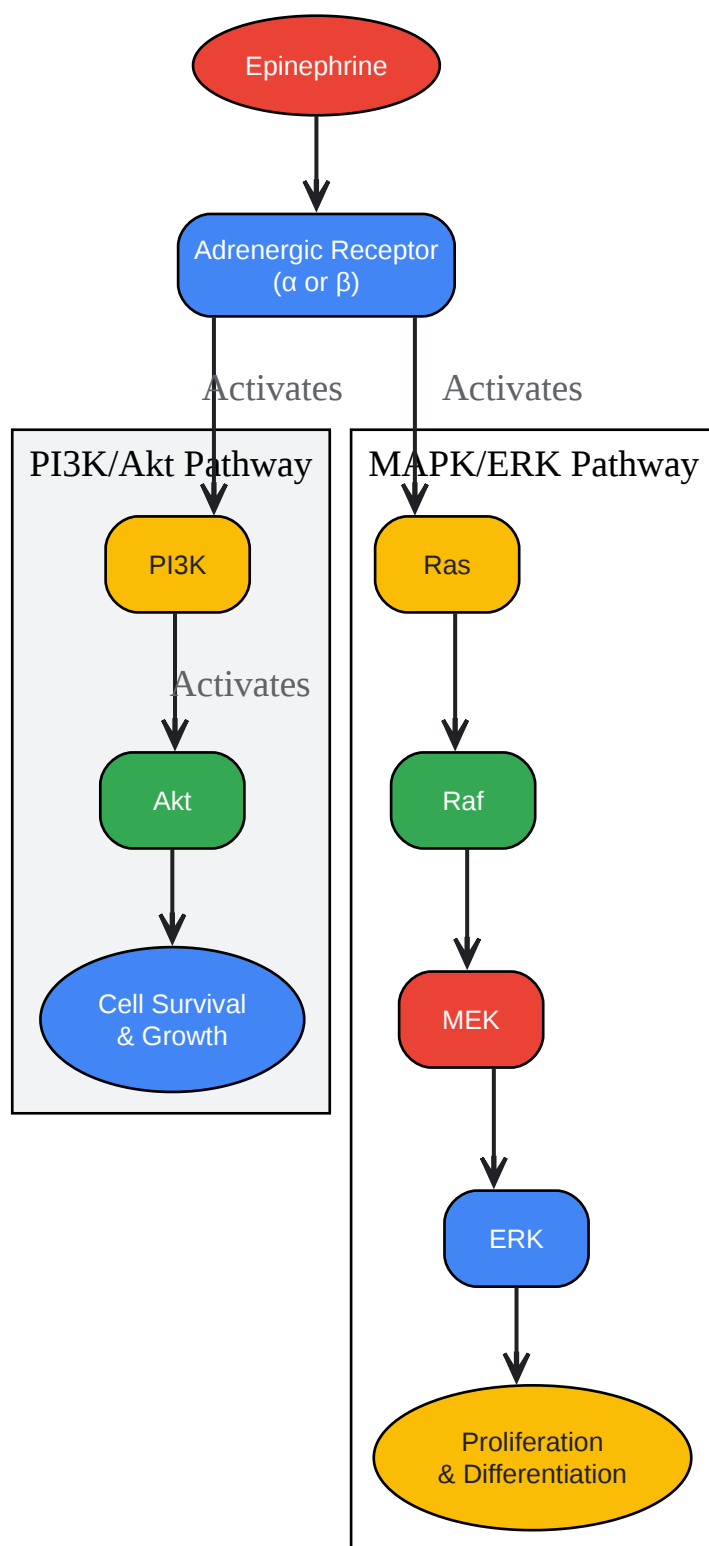 Epinephrine
Adrenergic Receptor
(α or β)
Activates
Activates
PI3K/Akt Pathway
MAPK/ERK Pathway
PI3K
Ras
Activates
Akt
Raf
Cell Survival
& Growth
MEK
ERK
Proliferation
& Differentiation